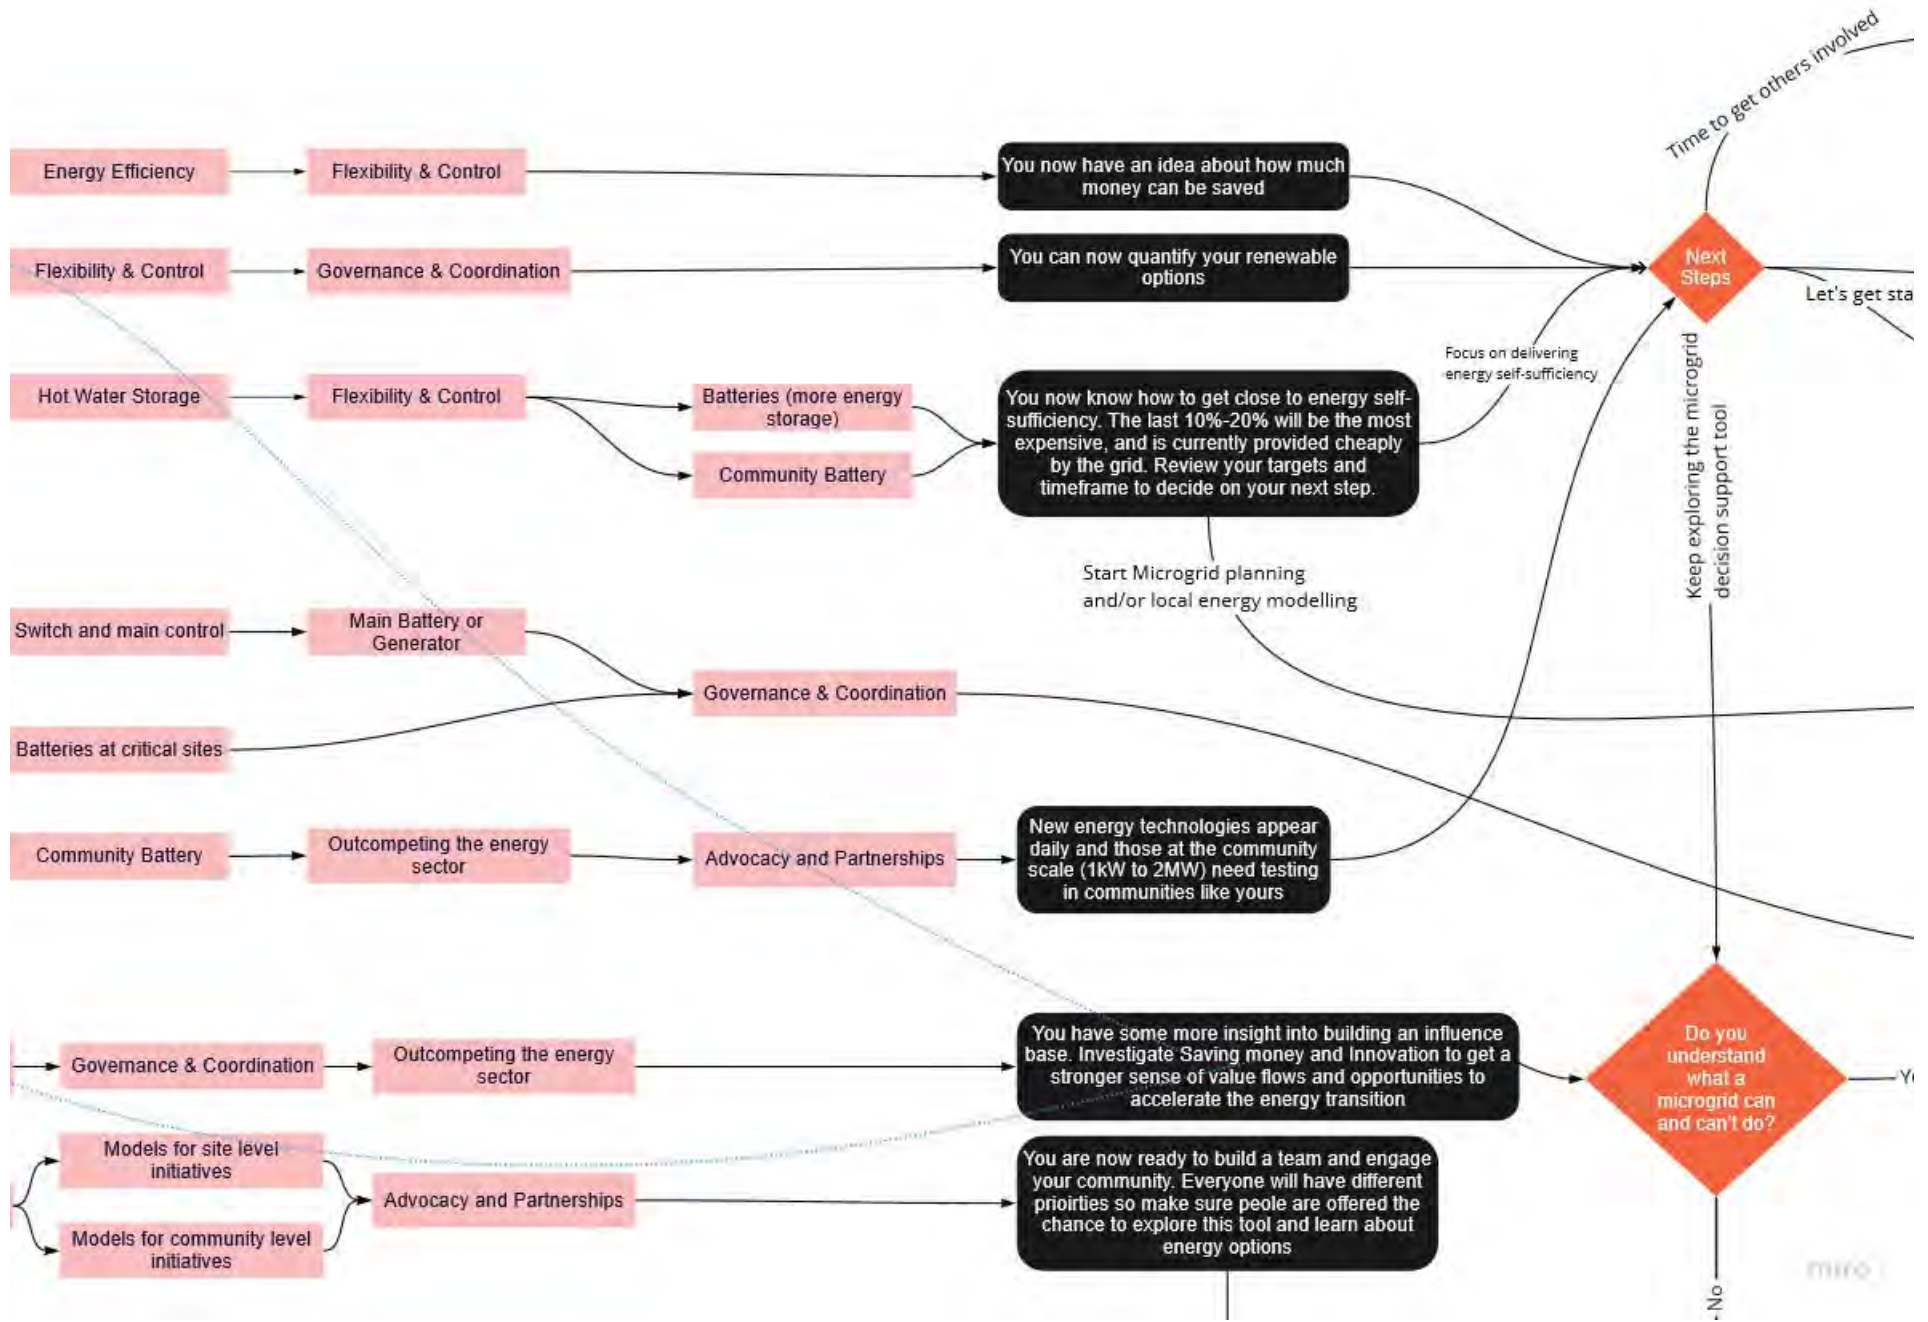 Time to get others involved
Energy Efficiency
Flexibility & Control
You now have an idea about how much
money can be saved
Flexibility & Control
Governance & Coordination
You can now quantify your renewable
options
Next
Steps
Let's get sta
Hot Water Storage
Flexibility & Control
Batteries (more energy
storage)
Community Battery
You now know how to get close to energy self-
sufficiency. The last 10%-20% will be the most
expensive, and is currently provided cheaply
by the grid. Review your targets and
timeframe to decide on your next step.
Focus on delivering
energy self-sufficiency
Keep exploring the microgrid
decision support tool
Start Microgrid planning
and/or local energy modelling
Switch and main control
Main Battery or
Generator
Governance & Coordination
Batteries at critical sites
Community Battery
Outcompeting the energy
sector
Advocacy and Partnerships
New energy technologies appear
daily and those at the community
scale (1kW to 2MW) need testing
in communities like yours
Governance & Coordination
Outcompeting the energy
sector
You have some more insight into building an influence
base. Investigate Saving money and Innovation to get a
stronger sense of value flows and opportunities to
accelerate the energy transition
Do you
understand
what a
microgrid can
and can't do?
Models for site level
initiatives
Models for community level
initiatives
Advocacy and Partnerships
You are now ready to build a team and engage
your community. Everyone will have different
prioirties so make sure peole are offered the
chance to explore this tool and learn about
energy options
No
miro